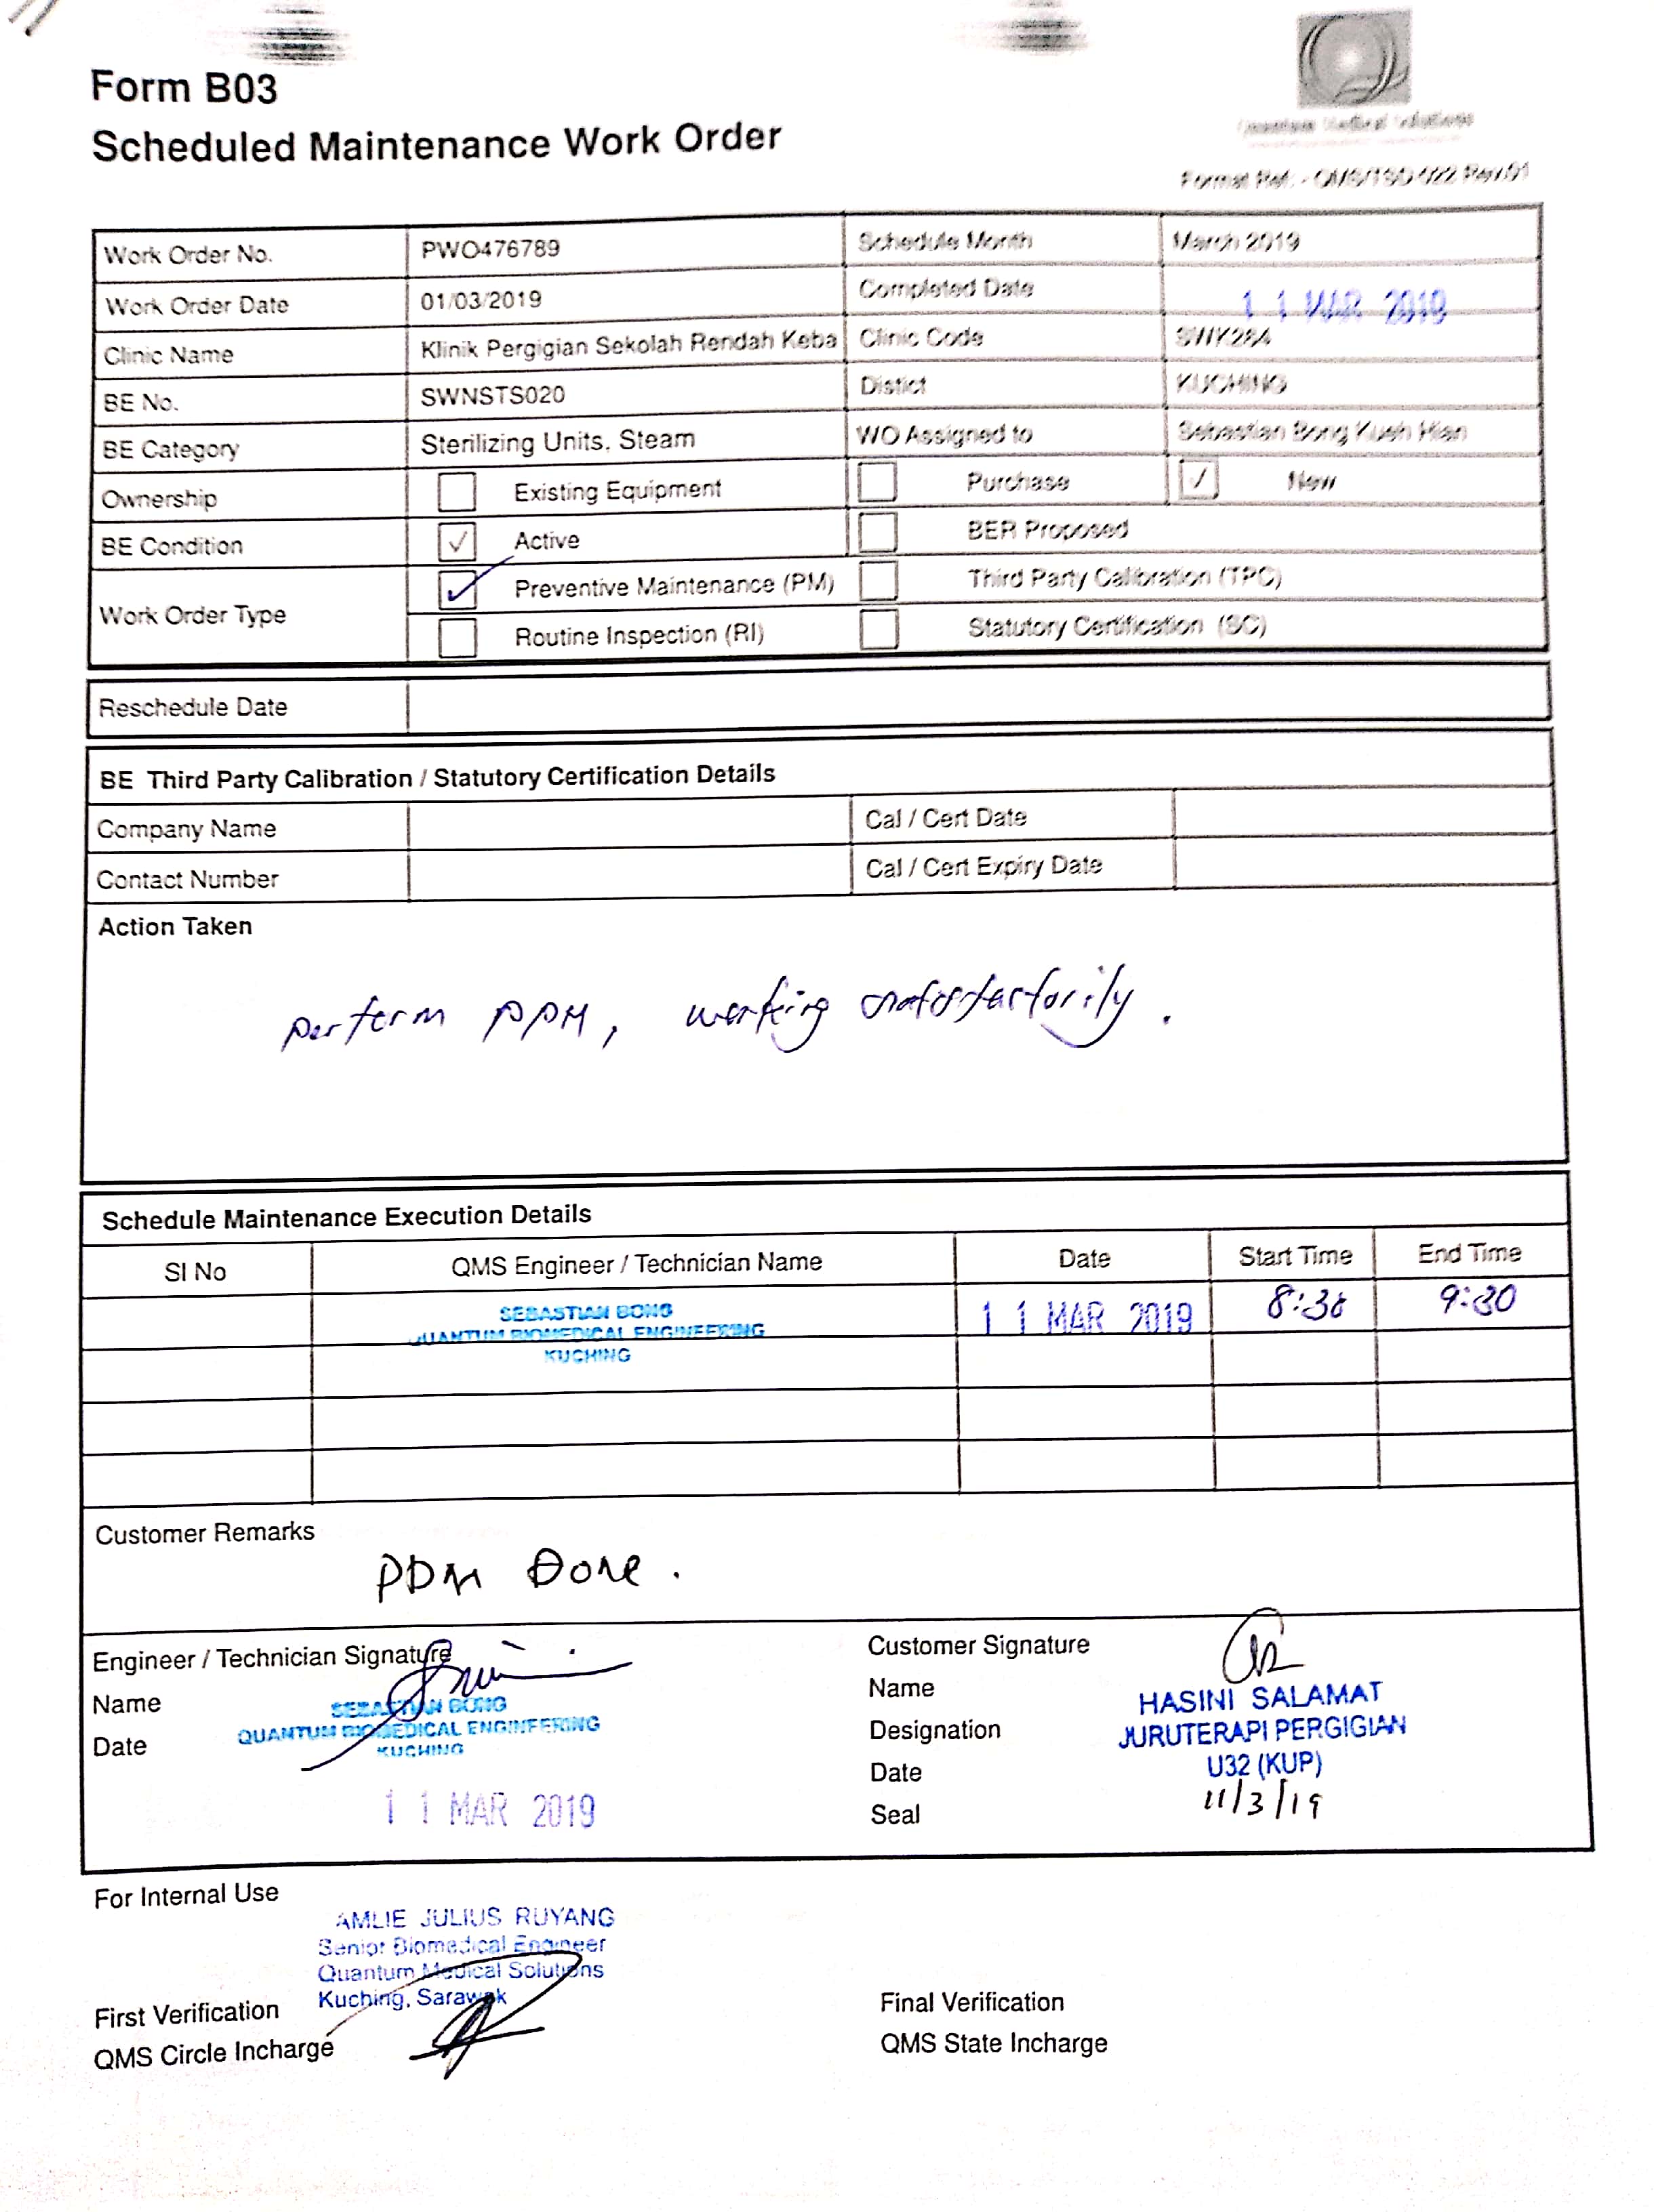 Form B03
Scheduled Maintenance Work Order
Quantum Medical Solutions
Format Ref. - QMS/TSD 022 Rev.01
Work Order No. PWO476789 Schedule Month March 2019
Work Order Date 01/03/2019 Completed Date 11 MAR 2019
Clinic Name Klinik Pergigian Sekolah Rendah Keba Clinic Code SWK284
BE No. SWNSTS020 Distict KUCHING
BE Category Sterilizing Units, Steam WO Assigned to Sebastian Bong Kueh Hian
Ownership Existing Equipment Purchase ✓ New
BE Condition ✓ Active BER Proposed
Work Order Type ✓ Preventive Maintenance (PM) Third Party Calibration (TPC)
Routine Inspection (RI) Statutory Certification (SC)
Reschedule Date
BE Third Party Calibration / Statutory Certification Details
Company Name Cal / Cert Date
Contact Number Cal / Cert Expiry Date
Action Taken
perform PPM, working satisfactorily.
Schedule Maintenance Execution Details
SI No QMS Engineer / Technician Name Date Start Time End Time
SEBASTIAN BONG 11 MAR 2019 8:30 9:30
QUANTUM BIOMEDICAL ENGINEERING
KUCHING
Customer Remarks
PPM Done.
Engineer / Technician Signature Customer Signature
Name SEBASTIAN BONG Name HASINI SALAMAT
QUANTUM BIOMEDICAL ENGINEERING Designation JURUTERAPI PERGIGIAN
Date KUCHING Date U32 (KUP)
11 MAR 2019 Seal 11/3/19
For Internal Use
AMLIE JULIUS RUYANG
Senior Biomedical Engineer
Quantum Medical Solutions
Kuching, Sarawak
First Verification Final Verification
QMS Circle Incharge QMS State Incharge